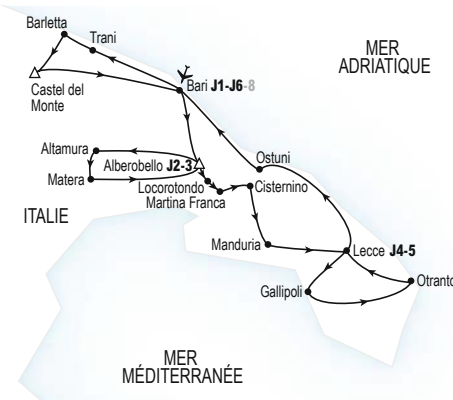 Barletta
Trani
MER
ADRIATIQUE
Castel del
Monte
Bari J1-J6-8
Altamura
Alberobello J2-3
Ostuni
Matera
Locorotondo
Cisternino
Martina Franca
ITALIE
Manduria
Lecce J4-5
Gallipoli
Otranto
MER
MÉDITERRANÉE